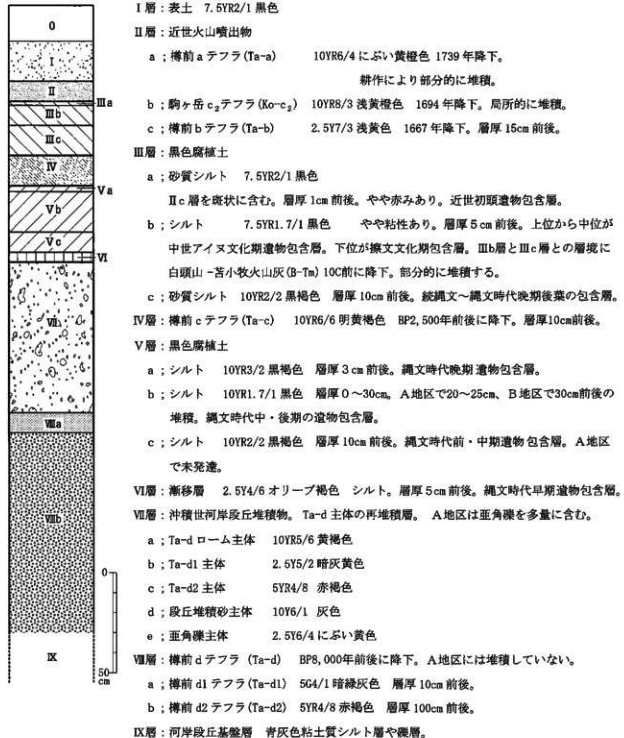 0
I
II
IIIa
IIIb
IIIc
IV
Va
Vb
Vc
VI
VII
VIIIa
VIIIb
IX
0
50
cm
I層：表土 7.5YR2/1 黒色
II層：近世火山噴出物
a；樽前aテフラ(Ta-a) 10YR6/4 にぶい黄橙色 1739年降下。
耕作により部分的に堆積。
b；駒ヶ岳c₂テフラ(Ko-c₂) 10YR8/3 浅黄橙色 1694年降下。局所的に堆積。
c；樽前bテフラ(Ta-b) 2.5Y7/3 浅黄色 1667年降下。層厚15cm前後。
III層：黒色腐植土
a；砂質シルト 7.5YR2/1 黒色
IIc層を斑状に含む。層厚1cm前後。やや赤みあり。近世初頭遺物包含層。
b；シルト 7.5YR1.7/1 黒色 やや粘性あり。層厚5cm前後。上位から中位が
中世アイヌ文化期遺物包含層。下位が擦文文化期包含層。IIIb層とIIIc層との層境に
白頭山-苫小牧火山灰(B-Tm) 10C前に降下。部分的に堆積する。
c；砂質シルト 10YR2/2 黒褐色 層厚10cm前後。続縄文～縄文時代晩期後葉の包含層。
IV層：樽前cテフラ(Ta-c) 10YR6/6 明黄褐色 BP2,500年前後に降下。層厚10cm前後。
V層：黒色腐植土
a；シルト 10YR3/2 黒褐色 層厚3cm前後。縄文時代晩期遺物包含層。
b；シルト 10YR1.7/1 黒色 層厚0～30cm。A地区で20～25cm、B地区で30cm前後の
堆積。縄文時代中・後期の遺物包含層。
c；シルト 10YR2/2 黒褐色 層厚10cm前後。縄文時代前・中期遺物包含層。A地区
で未発達。
VI層：漸移層 2.5Y4/6 オリーブ褐色 シルト。層厚5cm前後。縄文時代早期遺物包含層。
VII層：沖積世河岸段丘堆積物。Ta-d主体の再堆積層。A地区は亜角礫を多量に含む。
a；Ta-dローム主体 10YR5/6 黄褐色
b；Ta-d1主体 2.5Y5/2 暗灰黄色
c；Ta-d2主体 5YR4/8 赤褐色
d；段丘堆積砂主体 10Y6/1 灰色
e；亜角礫主体 2.5Y6/4 にぶい黄色
VIII層：樽前dテフラ(Ta-d) BP8,000年前後に降下。A地区には堆積していない。
a；樽前d1テフラ(Ta-d1) 5G4/1 暗緑灰色 層厚10cm前後。
b；樽前d2テフラ(Ta-d2) 5YR4/8 赤褐色 層厚100cm前後。
IX層：河岸段丘基盤層 青灰色粘土質シルト層や礫層。